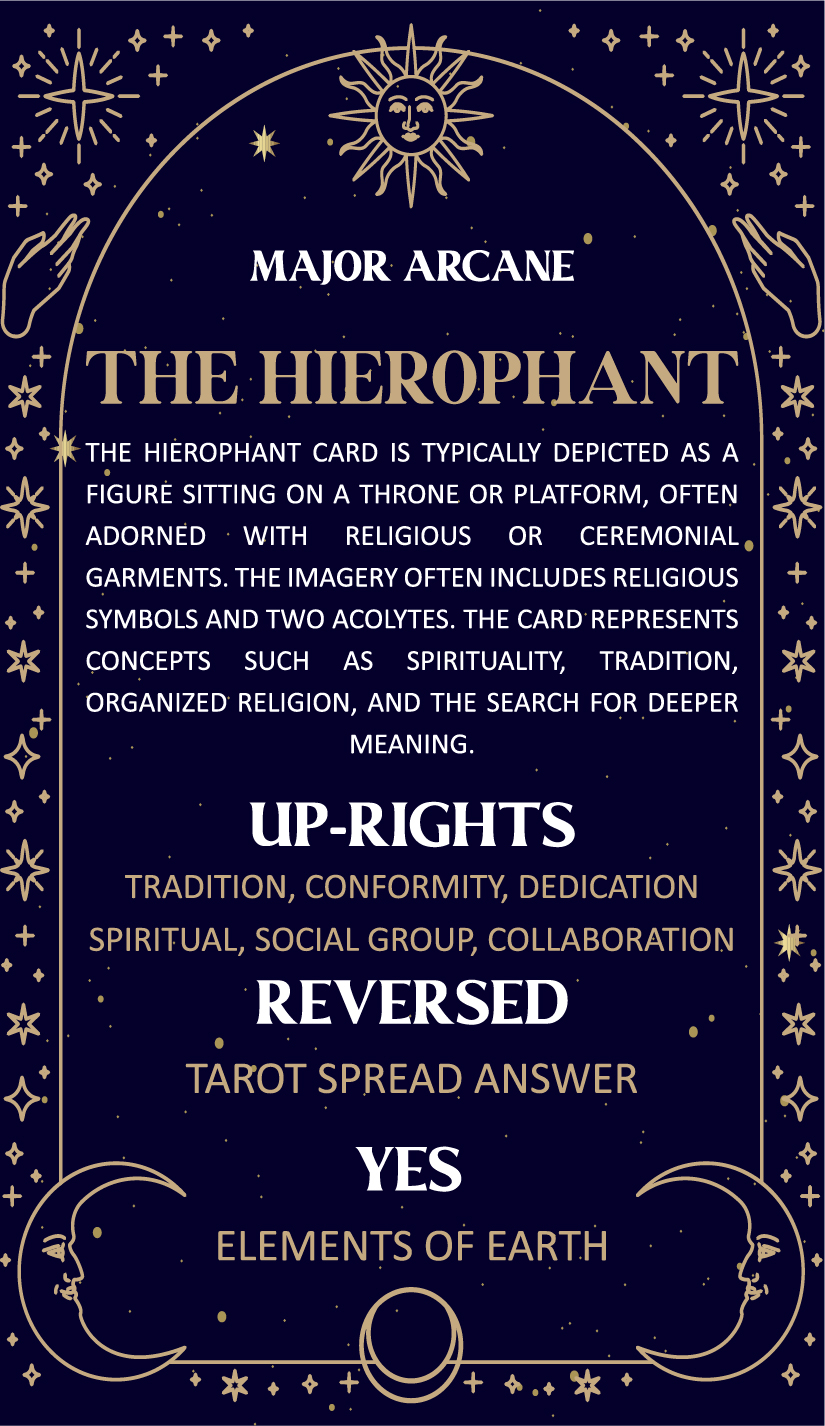 MAJOR ARCANE
THE HIEROPHANT
THE HIEROPHANT CARD IS TYPICALLY DEPICTED AS A
FIGURE SITTING ON A THRONE OR PLATFORM, OFTEN
ADORNED WITH RELIGIOUS OR CEREMONIAL
GARMENTS. THE IMAGERY OFTEN INCLUDES RELIGIOUS
SYMBOLS AND TWO ACOLYTES. THE CARD REPRESENTS
CONCEPTS SUCH AS SPIRITUALITY, TRADITION,
ORGANIZED RELIGION, AND THE SEARCH FOR DEEPER
MEANING.
UP-RIGHTS
TRADITION, CONFORMITY, DEDICATION
SPIRITUAL, SOCIAL GROUP, COLLABORATION
REVERSED
TAROT SPREAD ANSWER
YES
ELEMENTS OF EARTH